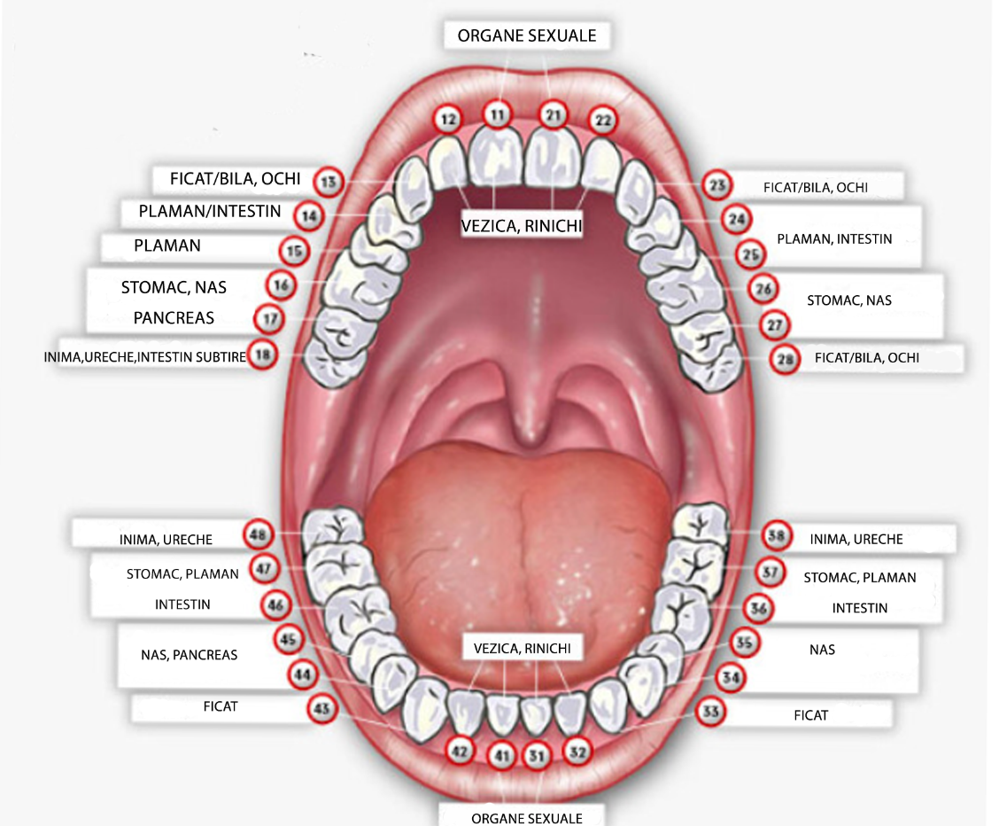 ORGANE SEXUALE
12 11 21 22
FICAT/BILA, OCHI 13
23 FICAT/BILA, OCHI
PLAMAN/INTESTIN 14
24
VEZICA, RINICHI
PLAMAN, INTESTIN
PLAMAN 15
25
STOMAC, NAS 16
26
STOMAC, NAS
PANCREAS 17
27
INIMA,URECHE,INTESTIN SUBTIRE 18
28 FICAT/BILA, OCHI
INIMA, URECHE 48
38 INIMA, URECHE
STOMAC, PLAMAN 47
37 STOMAC, PLAMAN
INTESTIN 46
36 INTESTIN
45
VEZICA, RINICHI
35
NAS
NAS, PANCREAS
44
34
FICAT 43
33 FICAT
42 41 31 32
ORGANE SEXUALE